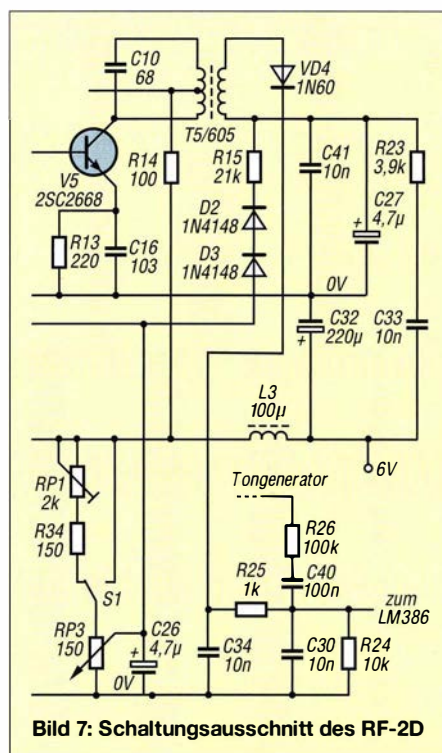 C10
68
VD4
1N60
T5/605
V5
2SC2668
R14
100
R15
21k
C41
10n
R23
3,9k
C27
4,7µ
+
D2
1N4148
D3
1N4148
R13
220
C16
103
0V
C32
220µ
+
C33
10n
L3
100µ
6V
RP1
2k
R34
150
S1
Tongenerator
R26
100k
C40
100n
R25
1k
zum
LM386
RP3
150
C26
4,7µ
+
0V
C34
10n
C30
10n
R24
10k
Bild 7: Schaltungsausschnitt des RF-2D